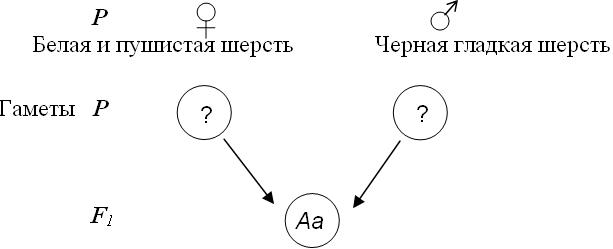 P ♀ ♂
Белая и пушистая шерсть Черная гладкая шерсть
Гаметы P ? ?
F1 Aa